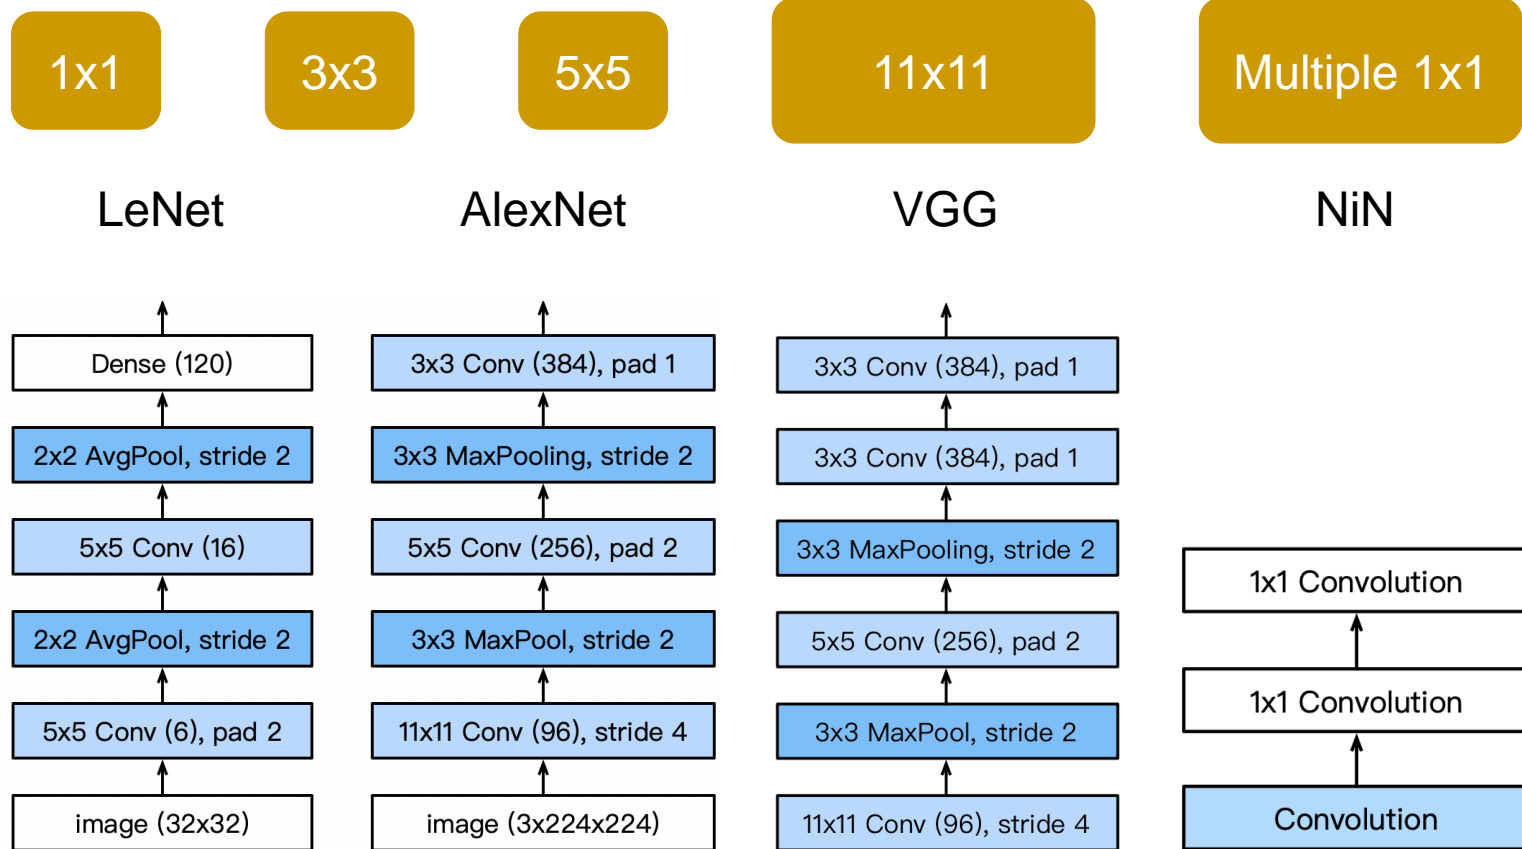 1x1
3x3
5x5
11x11
Multiple 1x1
LeNet
AlexNet
VGG
NiN
Dense (120)
2x2 AvgPool, stride 2
5x5 Conv (16)
2x2 AvgPool, stride 2
5x5 Conv (6), pad 2
image (32x32)
3x3 Conv (384), pad 1
3x3 MaxPooling, stride 2
5x5 Conv (256), pad 2
3x3 MaxPool, stride 2
11x11 Conv (96), stride 4
image (3x224x224)
3x3 Conv (384), pad 1
3x3 Conv (384), pad 1
3x3 MaxPooling, stride 2
5x5 Conv (256), pad 2
3x3 MaxPool, stride 2
11x11 Conv (96), stride 4
1x1 Convolution
1x1 Convolution
Convolution